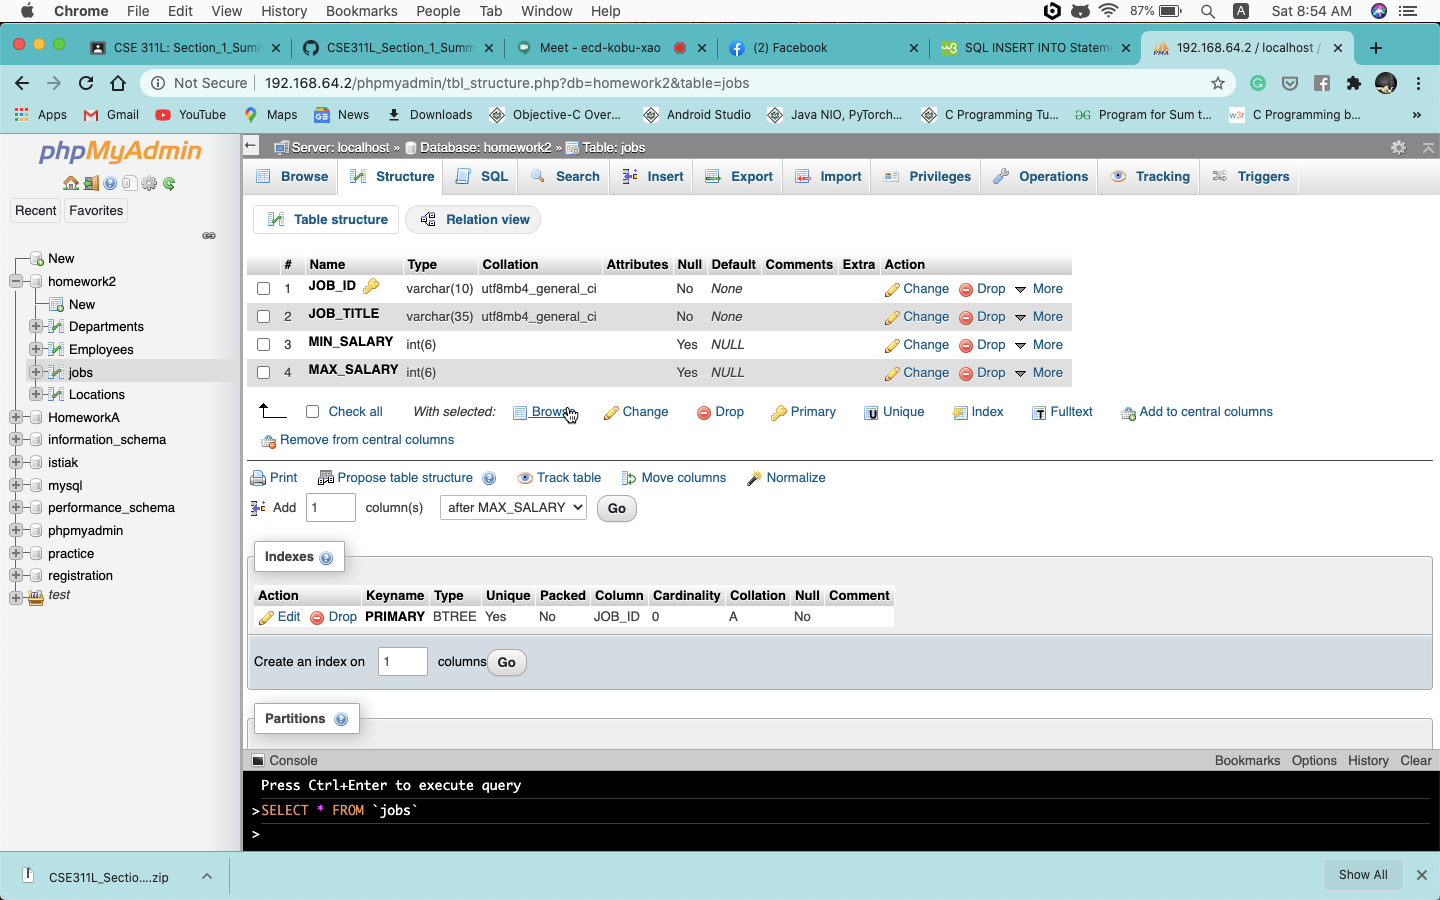 Chrome File Edit View History Bookmarks People Tab Window Help 87% A Sat 8:54 AM
CSE 311L: Section_1_Sumn CSE311L_Section_1_Summ Meet - ecd-kobu-xao (2) Facebook SQL INSERT INTO Statem 192.168.64.2 / localhost /
Not Secure 192.168.64.2/phpmyadmin/tbl_structure.php?db=homework2&table=jobs
Apps Gmail YouTube Maps News Downloads Objective-C Over... Android Studio Java NIO, PyTorch... C Programming Tu... Program for Sum t... C Programming b... »
phpMyAdmin
Recent Favorites
New
homework2
New
Departments
Employees
jobs
Locations
HomeworkA
information_schema
istiak
mysql
performance_schema
phpmyadmin
practice
registration
test
Server: localhost » Database: homework2 » Table: jobs
Browse Structure SQL Search Insert Export Import Privileges Operations Tracking Triggers
Table structure Relation view
# Name Type Collation Attributes Null Default Comments Extra Action
1 JOB_ID varchar(10) utf8mb4_general_ci No None Change Drop More
2 JOB_TITLE varchar(35) utf8mb4_general_ci No None Change Drop More
3 MIN_SALARY int(6) Yes NULL Change Drop More
4 MAX_SALARY int(6) Yes NULL Change Drop More
Check all With selected: Browse Change Drop Primary Unique Index Fulltext Add to central columns
Remove from central columns
Print Propose table structure Track table Move columns Normalize
Add 1 column(s) after MAX_SALARY Go
Indexes
Action Keyname Type Unique Packed Column Cardinality Collation Null Comment
Edit Drop PRIMARY BTREE Yes No JOB_ID 0 A No
Create an index on 1 columns Go
Partitions
Console Bookmarks Options History Clear
Press Ctrl+Enter to execute query
>SELECT * FROM `jobs`
>
CSE311L_Sectio....zip Show All